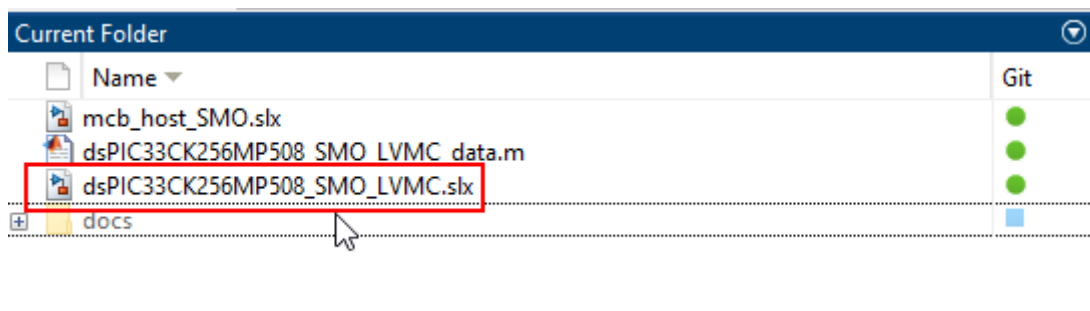 Current Folder
Name Git
mcb_host_SMO.slx
dsPIC33CK256MP508_SMO_LVMC_data.m
dsPIC33CK256MP508_SMO_LVMC.slx
docs